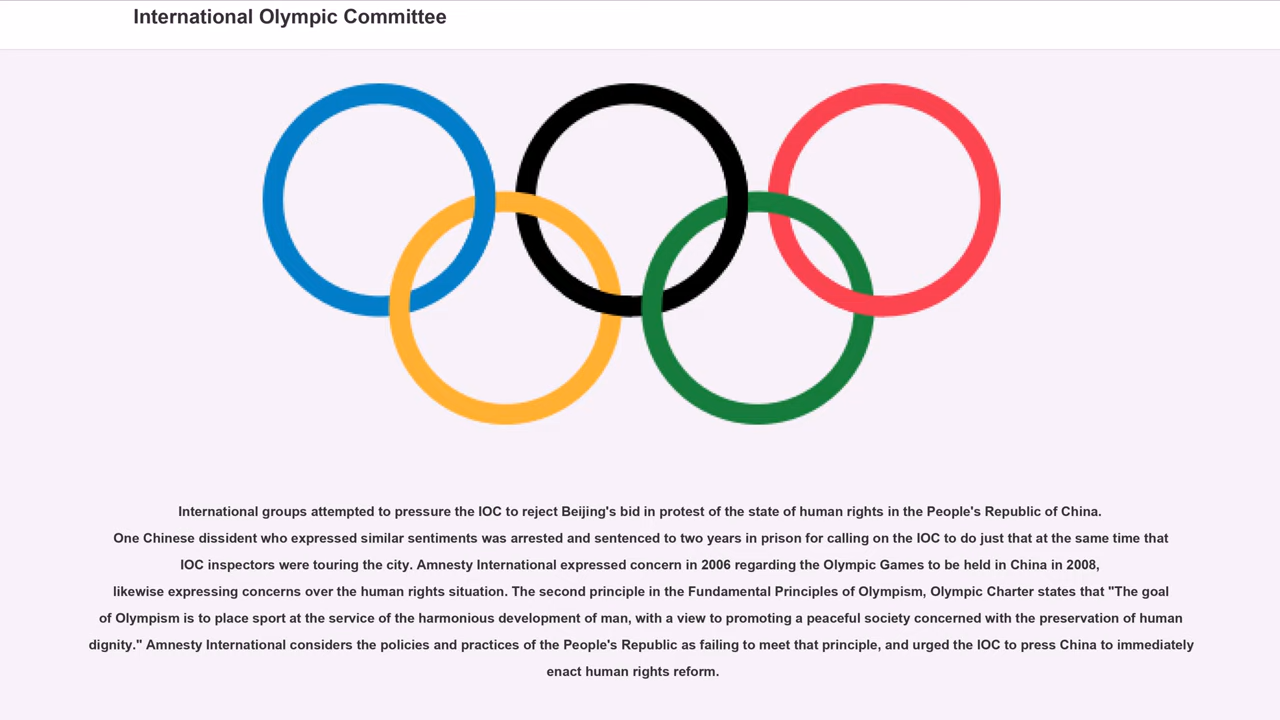 International Olympic Committee
International groups attempted to pressure the IOC to reject Beijing's bid in protest of the state of human rights in the People's Republic of China.
One Chinese dissident who expressed similar sentiments was arrested and sentenced to two years in prison for calling on the IOC to do just that at the same time that
IOC inspectors were touring the city. Amnesty International expressed concern in 2006 regarding the Olympic Games to be held in China in 2008,
likewise expressing concerns over the human rights situation. The second principle in the Fundamental Principles of Olympism, Olympic Charter states that "The goal
of Olympism is to place sport at the service of the harmonious development of man, with a view to promoting a peaceful society concerned with the preservation of human
dignity." Amnesty International considers the policies and practices of the People's Republic as failing to meet that principle, and urged the IOC to press China to immediately
enact human rights reform.